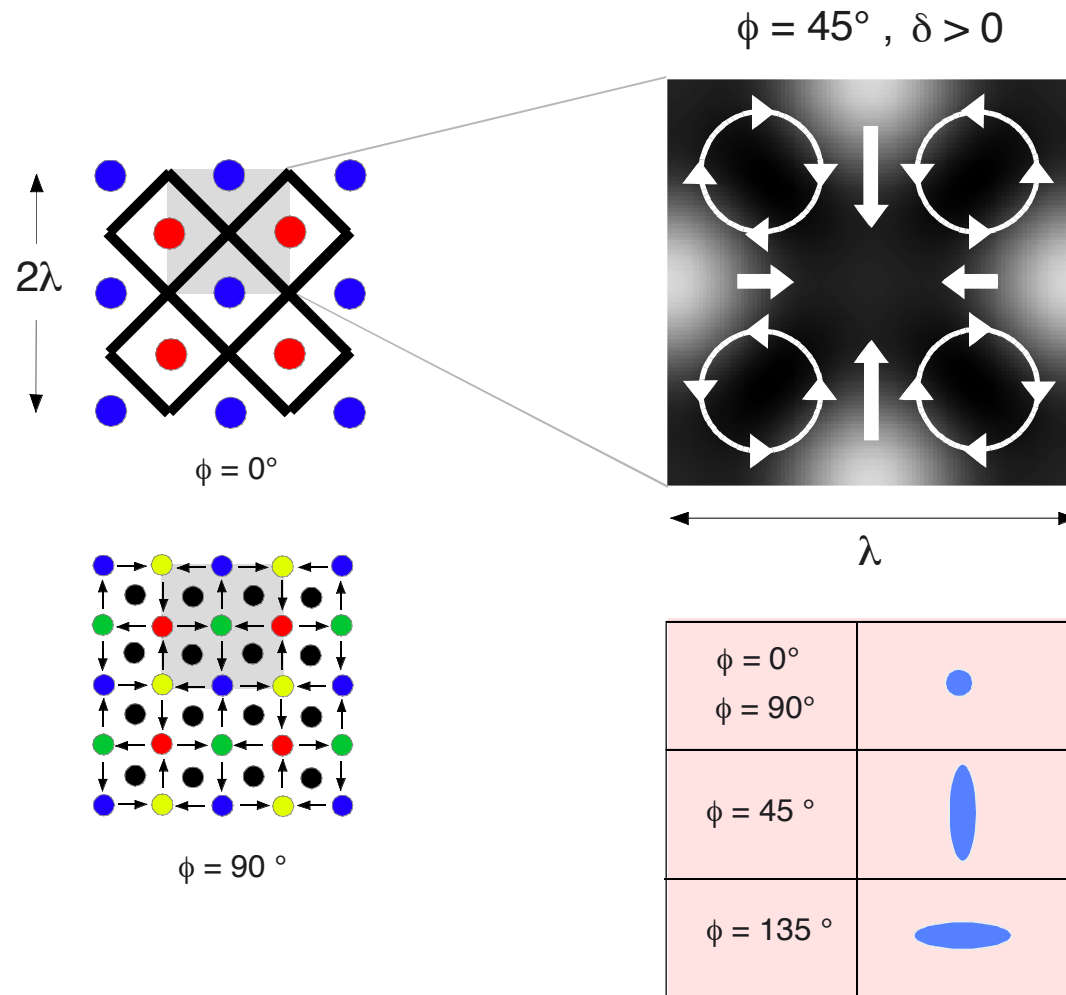 ϕ = 45° , δ > 0
2λ
ϕ = 0°
λ
ϕ = 90 °
ϕ = 0°
ϕ = 90°
ϕ = 45 °
ϕ = 135 °